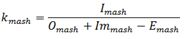 k_mash = I_mash / (O_mash + Im_mash − E_mash)